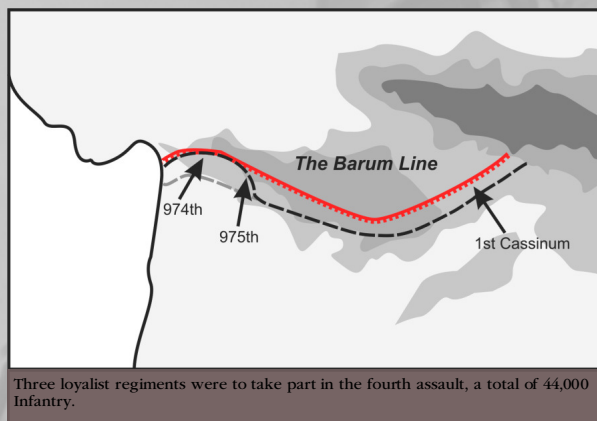 The Barum Line
974th
975th
1st Cassinum
Three loyalist regiments were to take part in the fourth assault, a total of 44,000
Infantry.